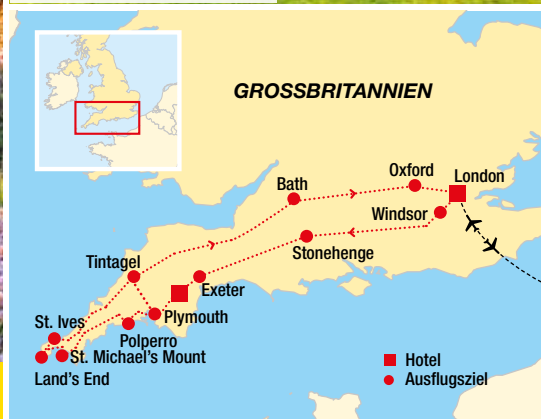 GROSSBRITANNIEN
Oxford
London
Bath
Windsor
Stonehenge
Tintagel
Exeter
Plymouth
St. Ives
Polperro
St. Michael's Mount
Land's End
Hotel
Ausflugsziel